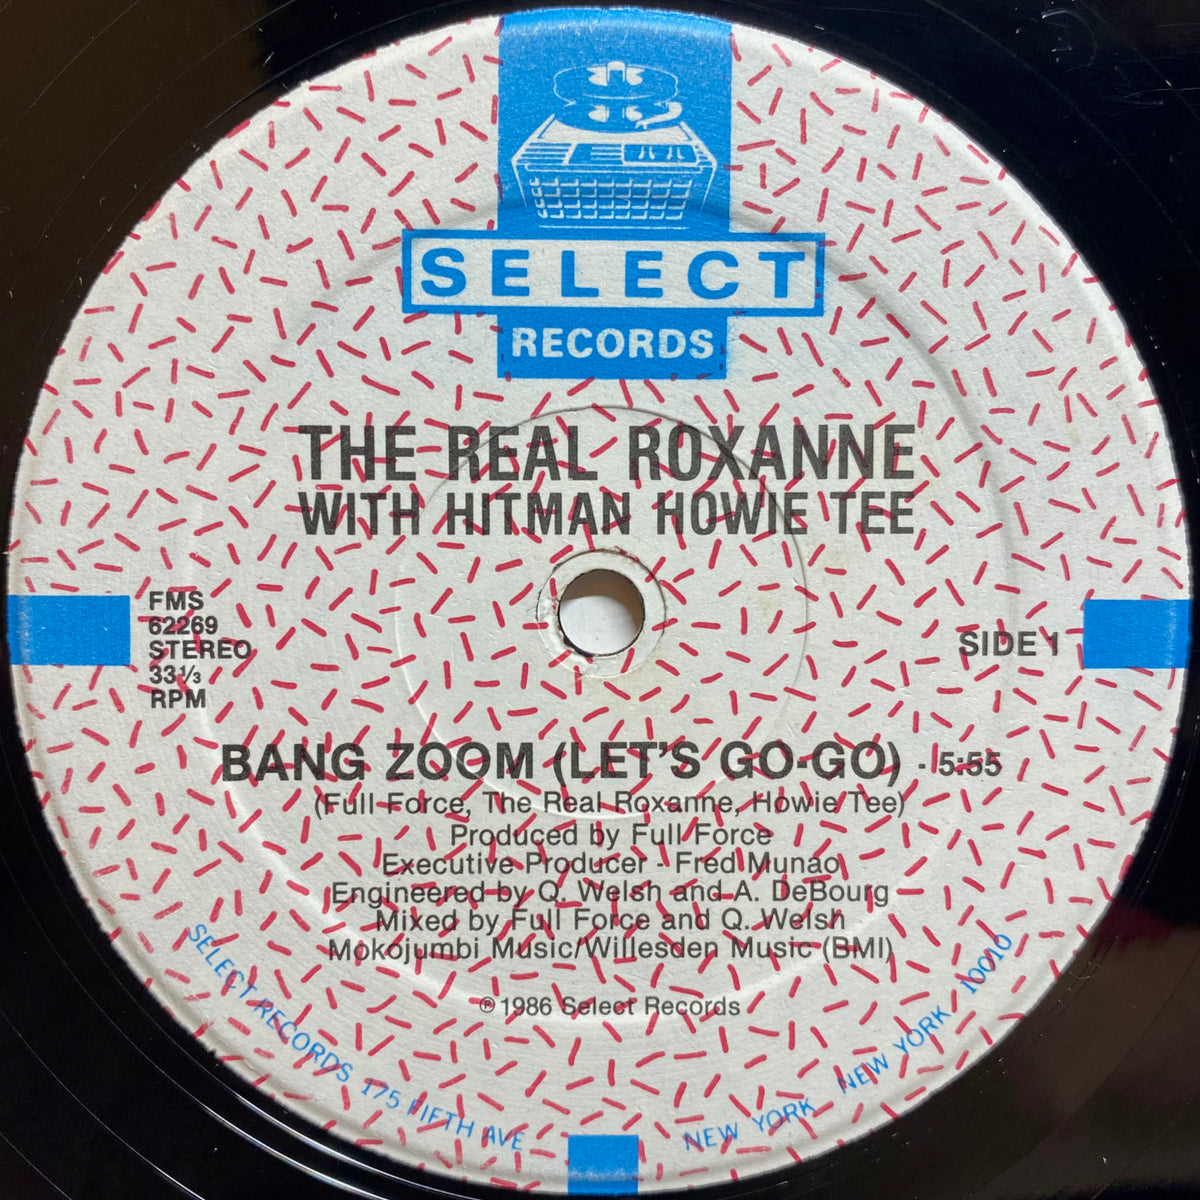 SELECT
RECORDS
THE REAL ROXANNE
WITH HITMAN HOWIE TEE
FMS
62269
STEREO
33⅓
RPM
SIDE 1
BANG ZOOM (LET'S GO-GO) - 5:55
(Full Force, The Real Roxanne, Howie Tee)
Produced by Full Force
Executive Producer - Fred Munao
Engineered by Q. Welsh and A. DeBourg
Mixed by Full Force and Q. Welsh
Mokojumbi Music/Willesden Music (BMI)
℗ 1986 Select Records
SELECT RECORDS 175 FIFTH AVE NEW YORK NEW YORK 10010